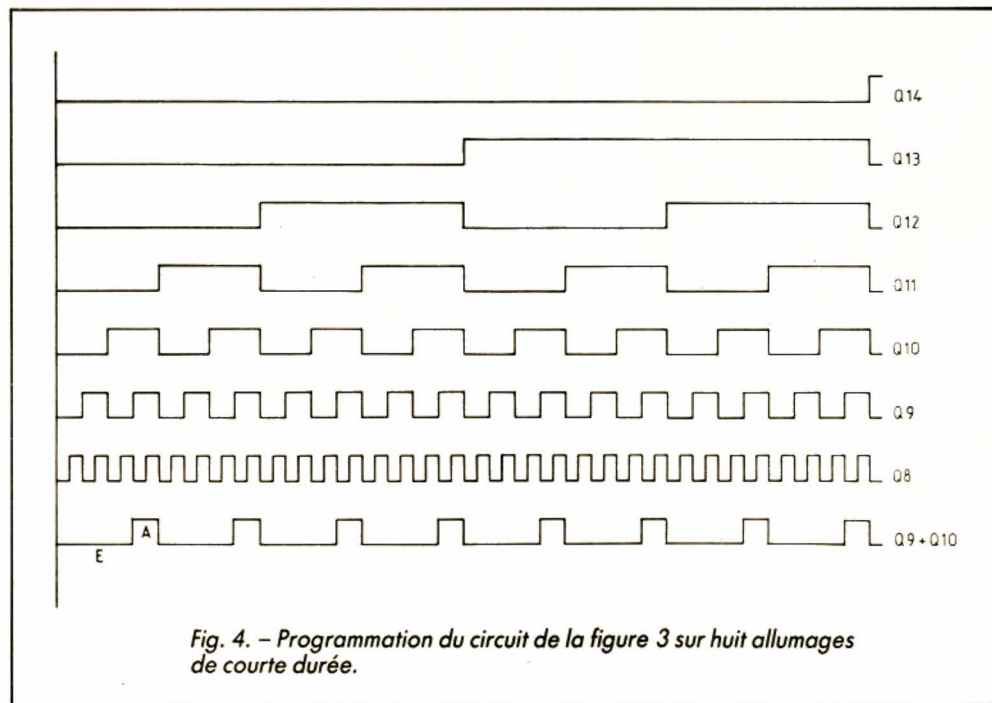 Q14
Q13
Q12
Q11
Q10
Q9
Q8
A
Q9+Q10
E
Fig. 4. – Programmation du circuit de la figure 3 sur huit allumages
de courte durée.